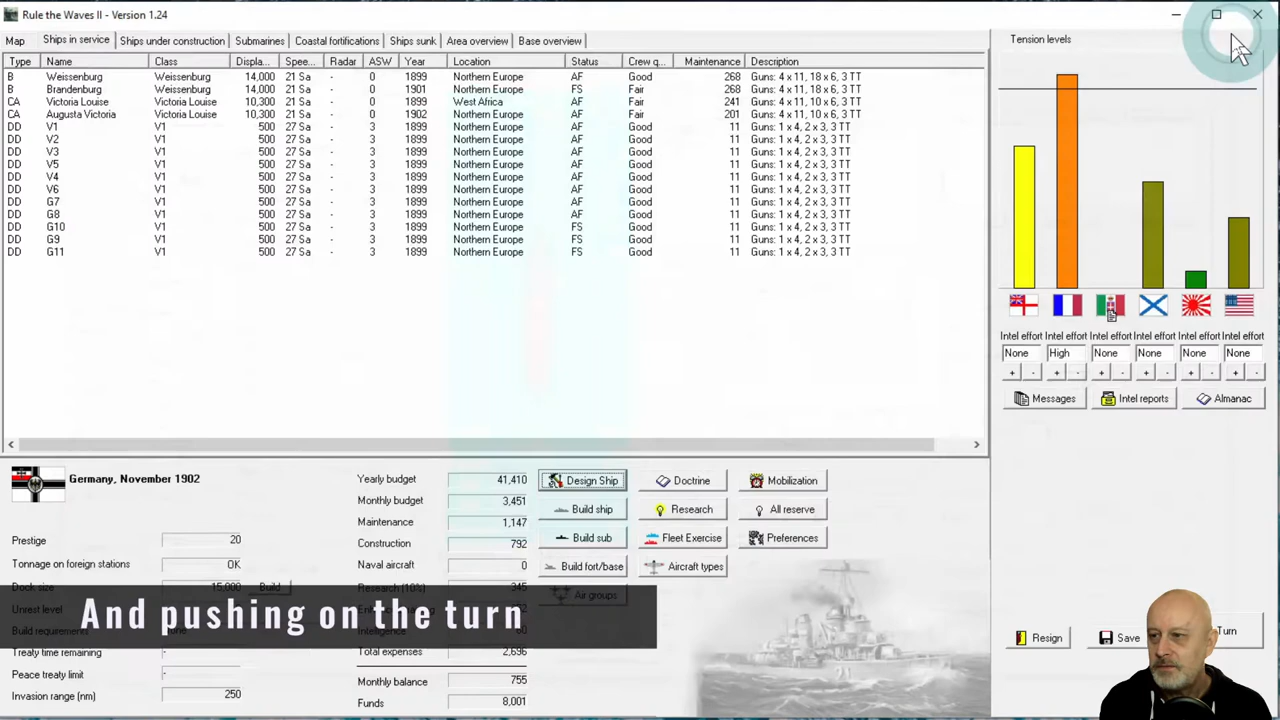 Rule the Waves II - Version 1.24
Map Ships in service Ships under construction Submarines Coastal fortifications Ships sunk Area overview Base overview
Type Name Class Displa... Spee... Radar ASW Year Location Status Crew q... Maintenance Description
B Weissenburg Weissenburg 14,000 21 Sa - 0 1899 Northern Europe AF Good 268 Guns: 4 x 11, 18 x 6, 3 TT
B Brandenburg Weissenburg 14,000 21 Sa - 0 1901 Northern Europe FS Fair 268 Guns: 4 x 11, 18 x 6, 3 TT
CA Victoria Louise Victoria Louise 10,300 21 Sa - 0 1899 West Africa AF Fair 241 Guns: 4 x 11, 10 x 6, 3 TT
CA Augusta Victoria Victoria Louise 10,300 21 Sa - 0 1902 Northern Europe AF Fair 201 Guns: 4 x 11, 10 x 6, 3 TT
DD V1 V1 500 27 Sa - 3 1899 Northern Europe AF Good 11 Guns: 1 x 4, 2 x 3, 3 TT
DD V2 V1 500 27 Sa - 3 1899 Northern Europe AF Good 11 Guns: 1 x 4, 2 x 3, 3 TT
DD V3 V1 500 27 Sa - 3 1899 Northern Europe AF Good 11 Guns: 1 x 4, 2 x 3, 3 TT
DD V5 V1 500 27 Sa - 3 1899 Northern Europe AF Good 11 Guns: 1 x 4, 2 x 3, 3 TT
DD V4 V1 500 27 Sa - 3 1899 Northern Europe AF Good 11 Guns: 1 x 4, 2 x 3, 3 TT
DD V6 V1 500 27 Sa - 3 1899 Northern Europe AF Good 11 Guns: 1 x 4, 2 x 3, 3 TT
DD G7 V1 500 27 Sa - 3 1899 Northern Europe AF Good 11 Guns: 1 x 4, 2 x 3, 3 TT
DD G8 V1 500 27 Sa - 3 1899 Northern Europe AF Good 11 Guns: 1 x 4, 2 x 3, 3 TT
DD G10 V1 500 27 Sa - 3 1899 Northern Europe FS Good 11 Guns: 1 x 4, 2 x 3, 3 TT
DD G9 V1 500 27 Sa - 3 1899 Northern Europe FS Good 11 Guns: 1 x 4, 2 x 3, 3 TT
DD G11 V1 500 27 Sa - 3 1899 Northern Europe FS Good 11 Guns: 1 x 4, 2 x 3, 3 TT
Tension levels
Intel effort Intel effort Intel effort Intel effort Intel effort Intel effort
None High None None None None
+ - + - + - + - + - + -
Messages Intel reports Almanac
Germany, November 1902
Prestige 20
Tonnage on foreign stations OK
Dock size 15,000 Build
Unrest level
Build requirements None
Treaty time remaining -
Peace treaty limit -
Invasion range (nm) 250
Yearly budget 41,410
Monthly budget 3,451
Maintenance 1,147
Construction 792
Naval aircraft 0
Research (10%) 345
Intelligence 60
Total expenses 2,696
Monthly balance 755
Funds 8,001
Design Ship Doctrine Mobilization
Build ship Research All reserve
Build sub Fleet Exercise Preferences
Build fort/base Aircraft types
Air groups
And pushing on the turn
Resign Save Turn